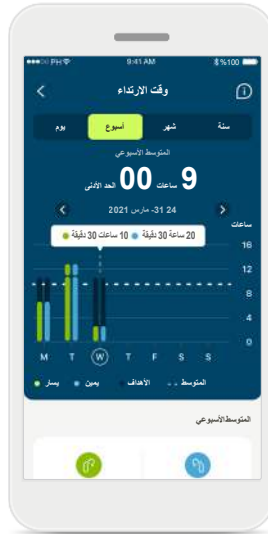 PH 9:41 AM %100
وقت الارتداء
سنة شهر أسبوع يوم
المتوسط الأسبوعي
9 ساعات 00 الحد الأدنى
24 -31 مارس 2021
ساعات
20 ساعة 30 دقيقة 10 ساعات 30 دقيقة
16
12
8
4
0
M T W T F S S
المتوسط الأهداف يمين يسار
المتوسط الأسبوعي